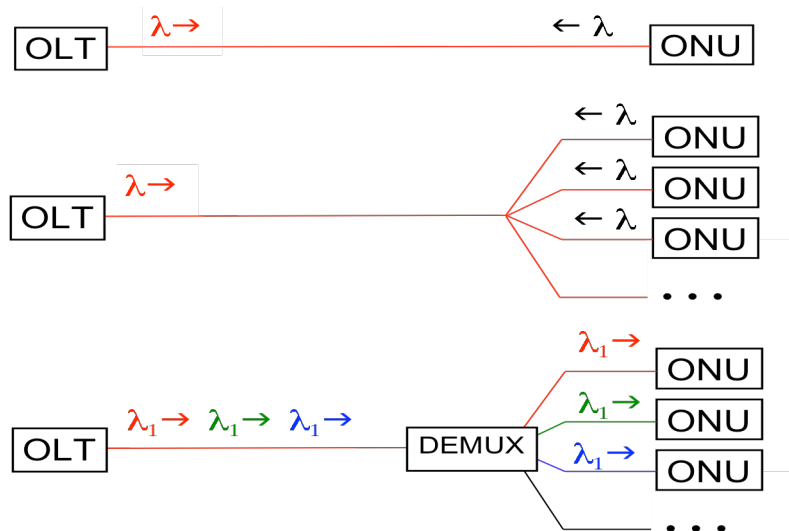 OLT λ→ ← λ ONU
← λ ONU
← λ ONU
OLT λ→ ← λ ONU
• • •
λ₁→ ONU
λ₁→ λ₁→ λ₁→ λ₁→ ONU
OLT DEMUX λ₁→ ONU
• • •